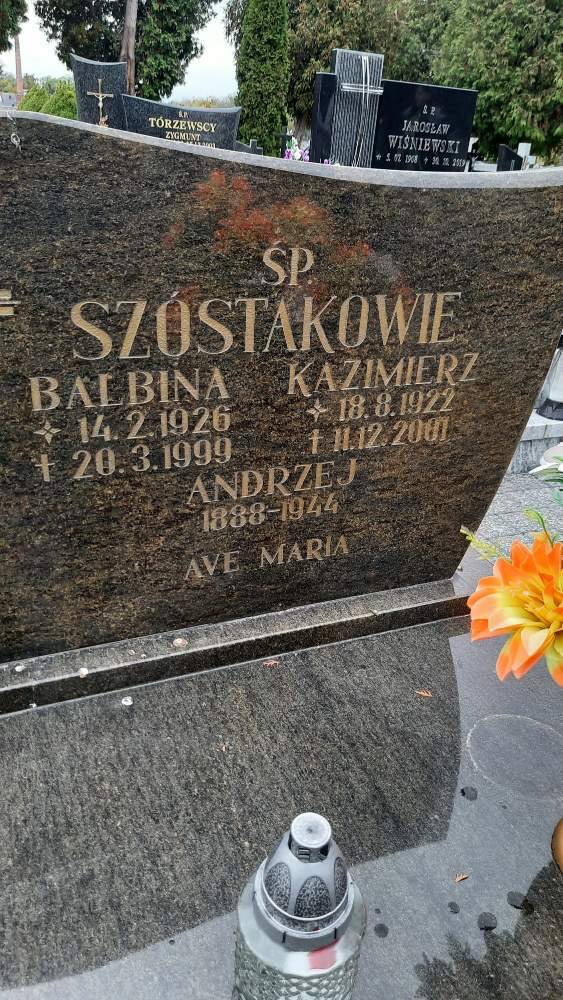 Ś.P.
TÓRZEWSCY
ZYGMUNT
Ś.P.
JAROSŁAW
WIŚNIEWSKI
ŚP
SZÓSTAKOWIE
BALBINA
14.2.1926
20.3.1999
KAZIMIERZ
18.8.1922
11.12.2001
ANDRZEJ
1888-1944
AVE MARIA